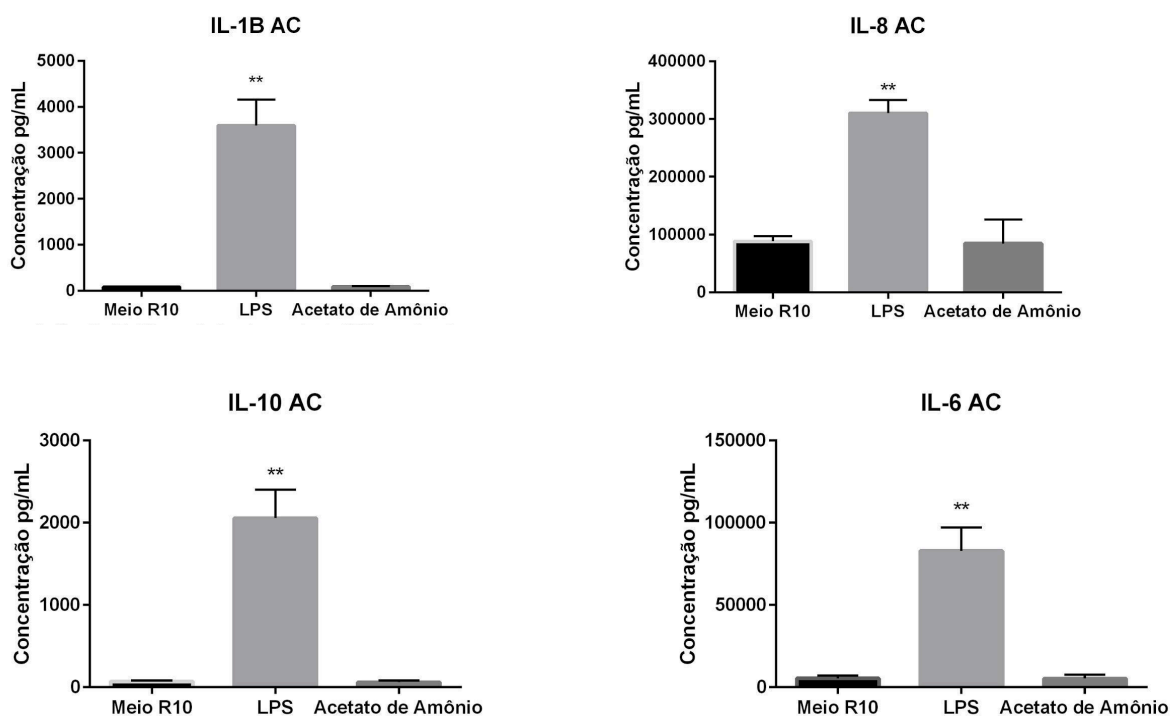 IL-1B AC
Concentração pg/mL
5000
4000
3000
2000
1000
0
**
Meio R10 LPS Acetato de Amônio
IL-8 AC
Concentração pg/mL
400000
300000
200000
100000
0
**
Meio R10 LPS Acetato de Amônio
IL-10 AC
Concentração pg/mL
3000
2000
1000
0
**
Meio R10 LPS Acetato de Amônio
IL-6 AC
Concentração pg/mL
150000
100000
50000
0
**
Meio R10 LPS Acetato de Amônio